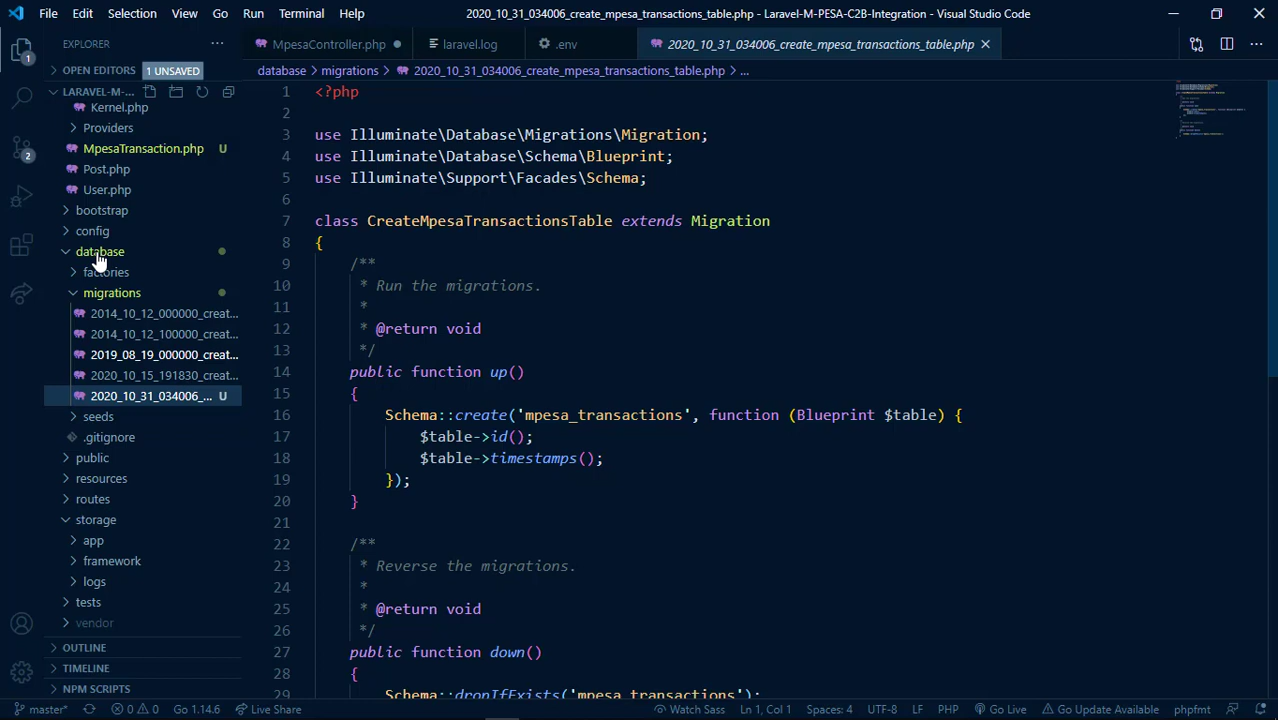 File Edit Selection View Go Run Terminal Help 2020_10_31_034006_create_mpesa_transactions_table.php - Laravel-M-PESA-C2B-Integration - Visual Studio Code
EXPLORER
MpesaController.php laravel.log .env 2020_10_31_034006_create_mpesa_transactions_table.php
OPEN EDITORS 1 UNSAVED
database > migrations > 2020_10_31_034006_create_mpesa_transactions_table.php > ...
LARAVEL-M-...
Kernel.php
Providers
MpesaTransaction.php U
Post.php
User.php
bootstrap
config
database
factories
migrations
2014_10_12_000000_creat...
2014_10_12_100000_creat...
2019_08_19_000000_creat...
2020_10_15_191830_creat...
2020_10_31_034006_... U
seeds
.gitignore
public
resources
routes
storage
app
framework
logs
tests
vendor
OUTLINE
TIMELINE
NPM SCRIPTS
1
2
1 <?php
2
3 use Illuminate\Database\Migrations\Migration;
4 use Illuminate\Database\Schema\Blueprint;
5 use Illuminate\Support\Facades\Schema;
6
7 class CreateMpesaTransactionsTable extends Migration
8 {
9 /**
10 * Run the migrations.
11 *
12 * @return void
13 */
14 public function up()
15 {
16 Schema::create('mpesa_transactions', function (Blueprint $table) {
17 $table->id();
18 $table->timestamps();
19 });
20 }
21
22 /**
23 * Reverse the migrations.
24 *
25 * @return void
26 */
27 public function down()
28 {
29 Schema::dropIfExists('mpesa_transactions');
master* 0 0 Go 1.14.6 Live Share Watch Sass Ln 1, Col 1 Spaces: 4 UTF-8 LF PHP Go Live Go Update Available phpfmt